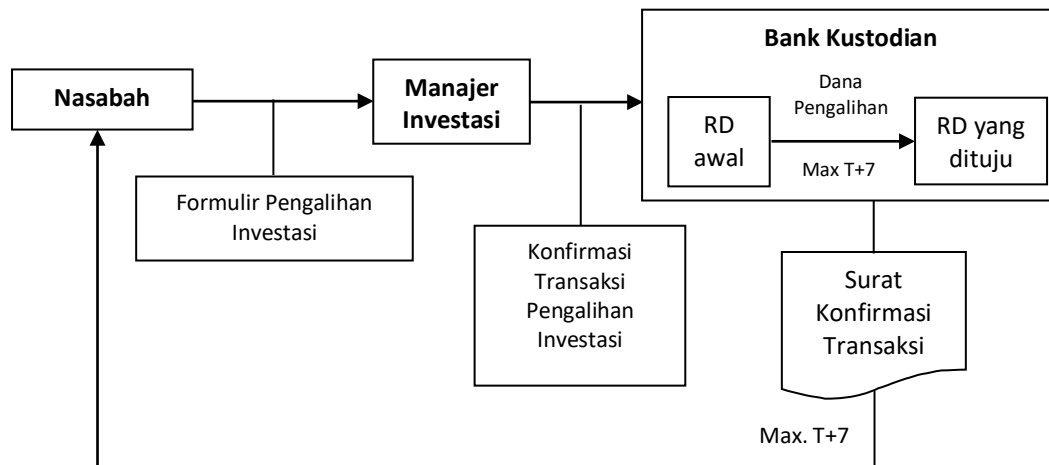 Nasabah
Manajer
Investasi
Bank Kustodian
RD
awal
Dana
Pengalihan
Max T+7
RD yang
dituju
Formulir Pengalihan
Investasi
Konfirmasi
Transaksi
Pengalihan
Investasi
Surat
Konfirmasi
Transaksi
Max. T+7